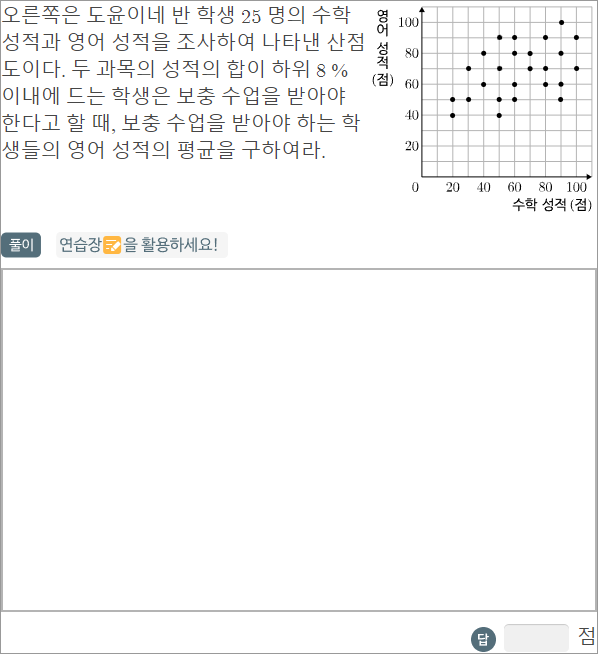 오른쪽은 도윤이네 반 학생 25 명의 수학
성적과 영어 성적을 조사하여 나타낸 산점
도이다. 두 과목의 성적의 합이 하위 8 %
이내에 드는 학생은 보충 수업을 받아야
한다고 할 때, 보충 수업을 받아야 하는 학
생들의 영어 성적의 평균을 구하여라.
영어 성적 (점)
100
80
60
40
20
0 20 40 60 80 100
수학 성적 (점)
풀이 연습장을 활용하세요!
답 점